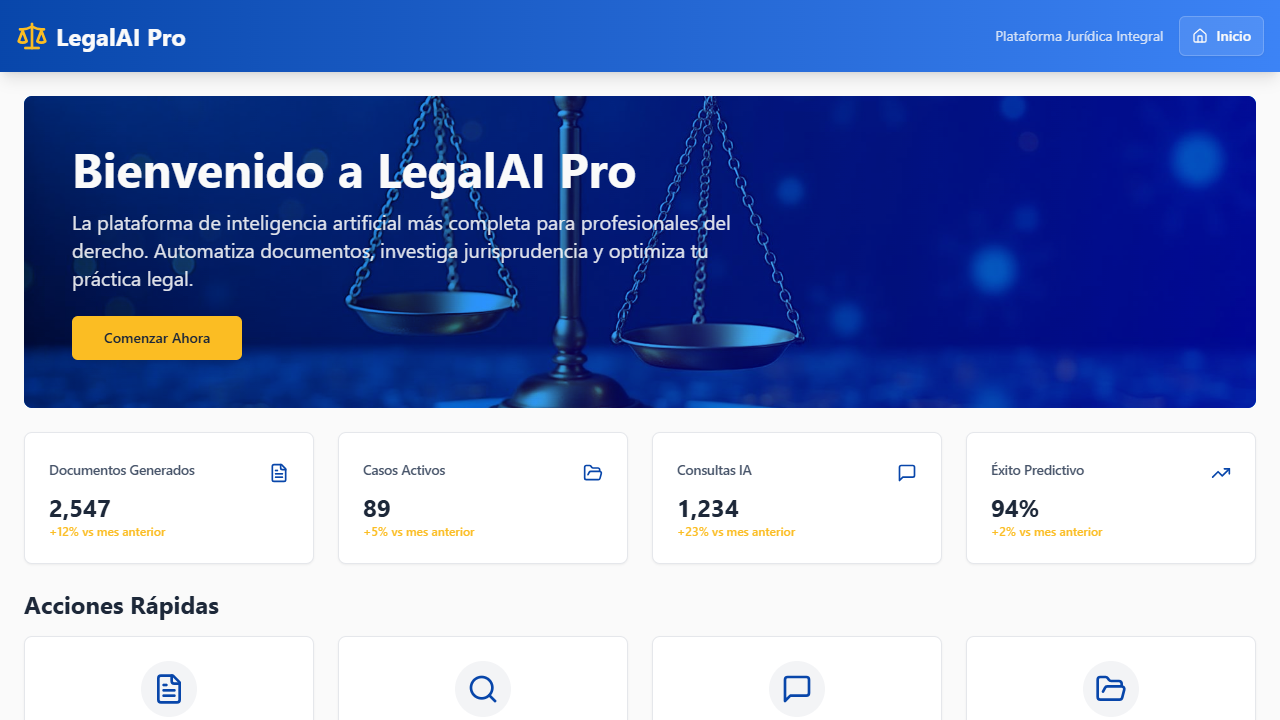 LegalAI Pro
Plataforma Jurídica Integral
Inicio
Bienvenido a LegalAI Pro
La plataforma de inteligencia artificial más completa para profesionales del
derecho. Automatiza documentos, investiga jurisprudencia y optimiza tu
práctica legal.
Comenzar Ahora
Documentos Generados
2,547
+12% vs mes anterior
Casos Activos
89
+5% vs mes anterior
Consultas IA
1,234
+23% vs mes anterior
Éxito Predictivo
94%
+2% vs mes anterior
Acciones Rápidas